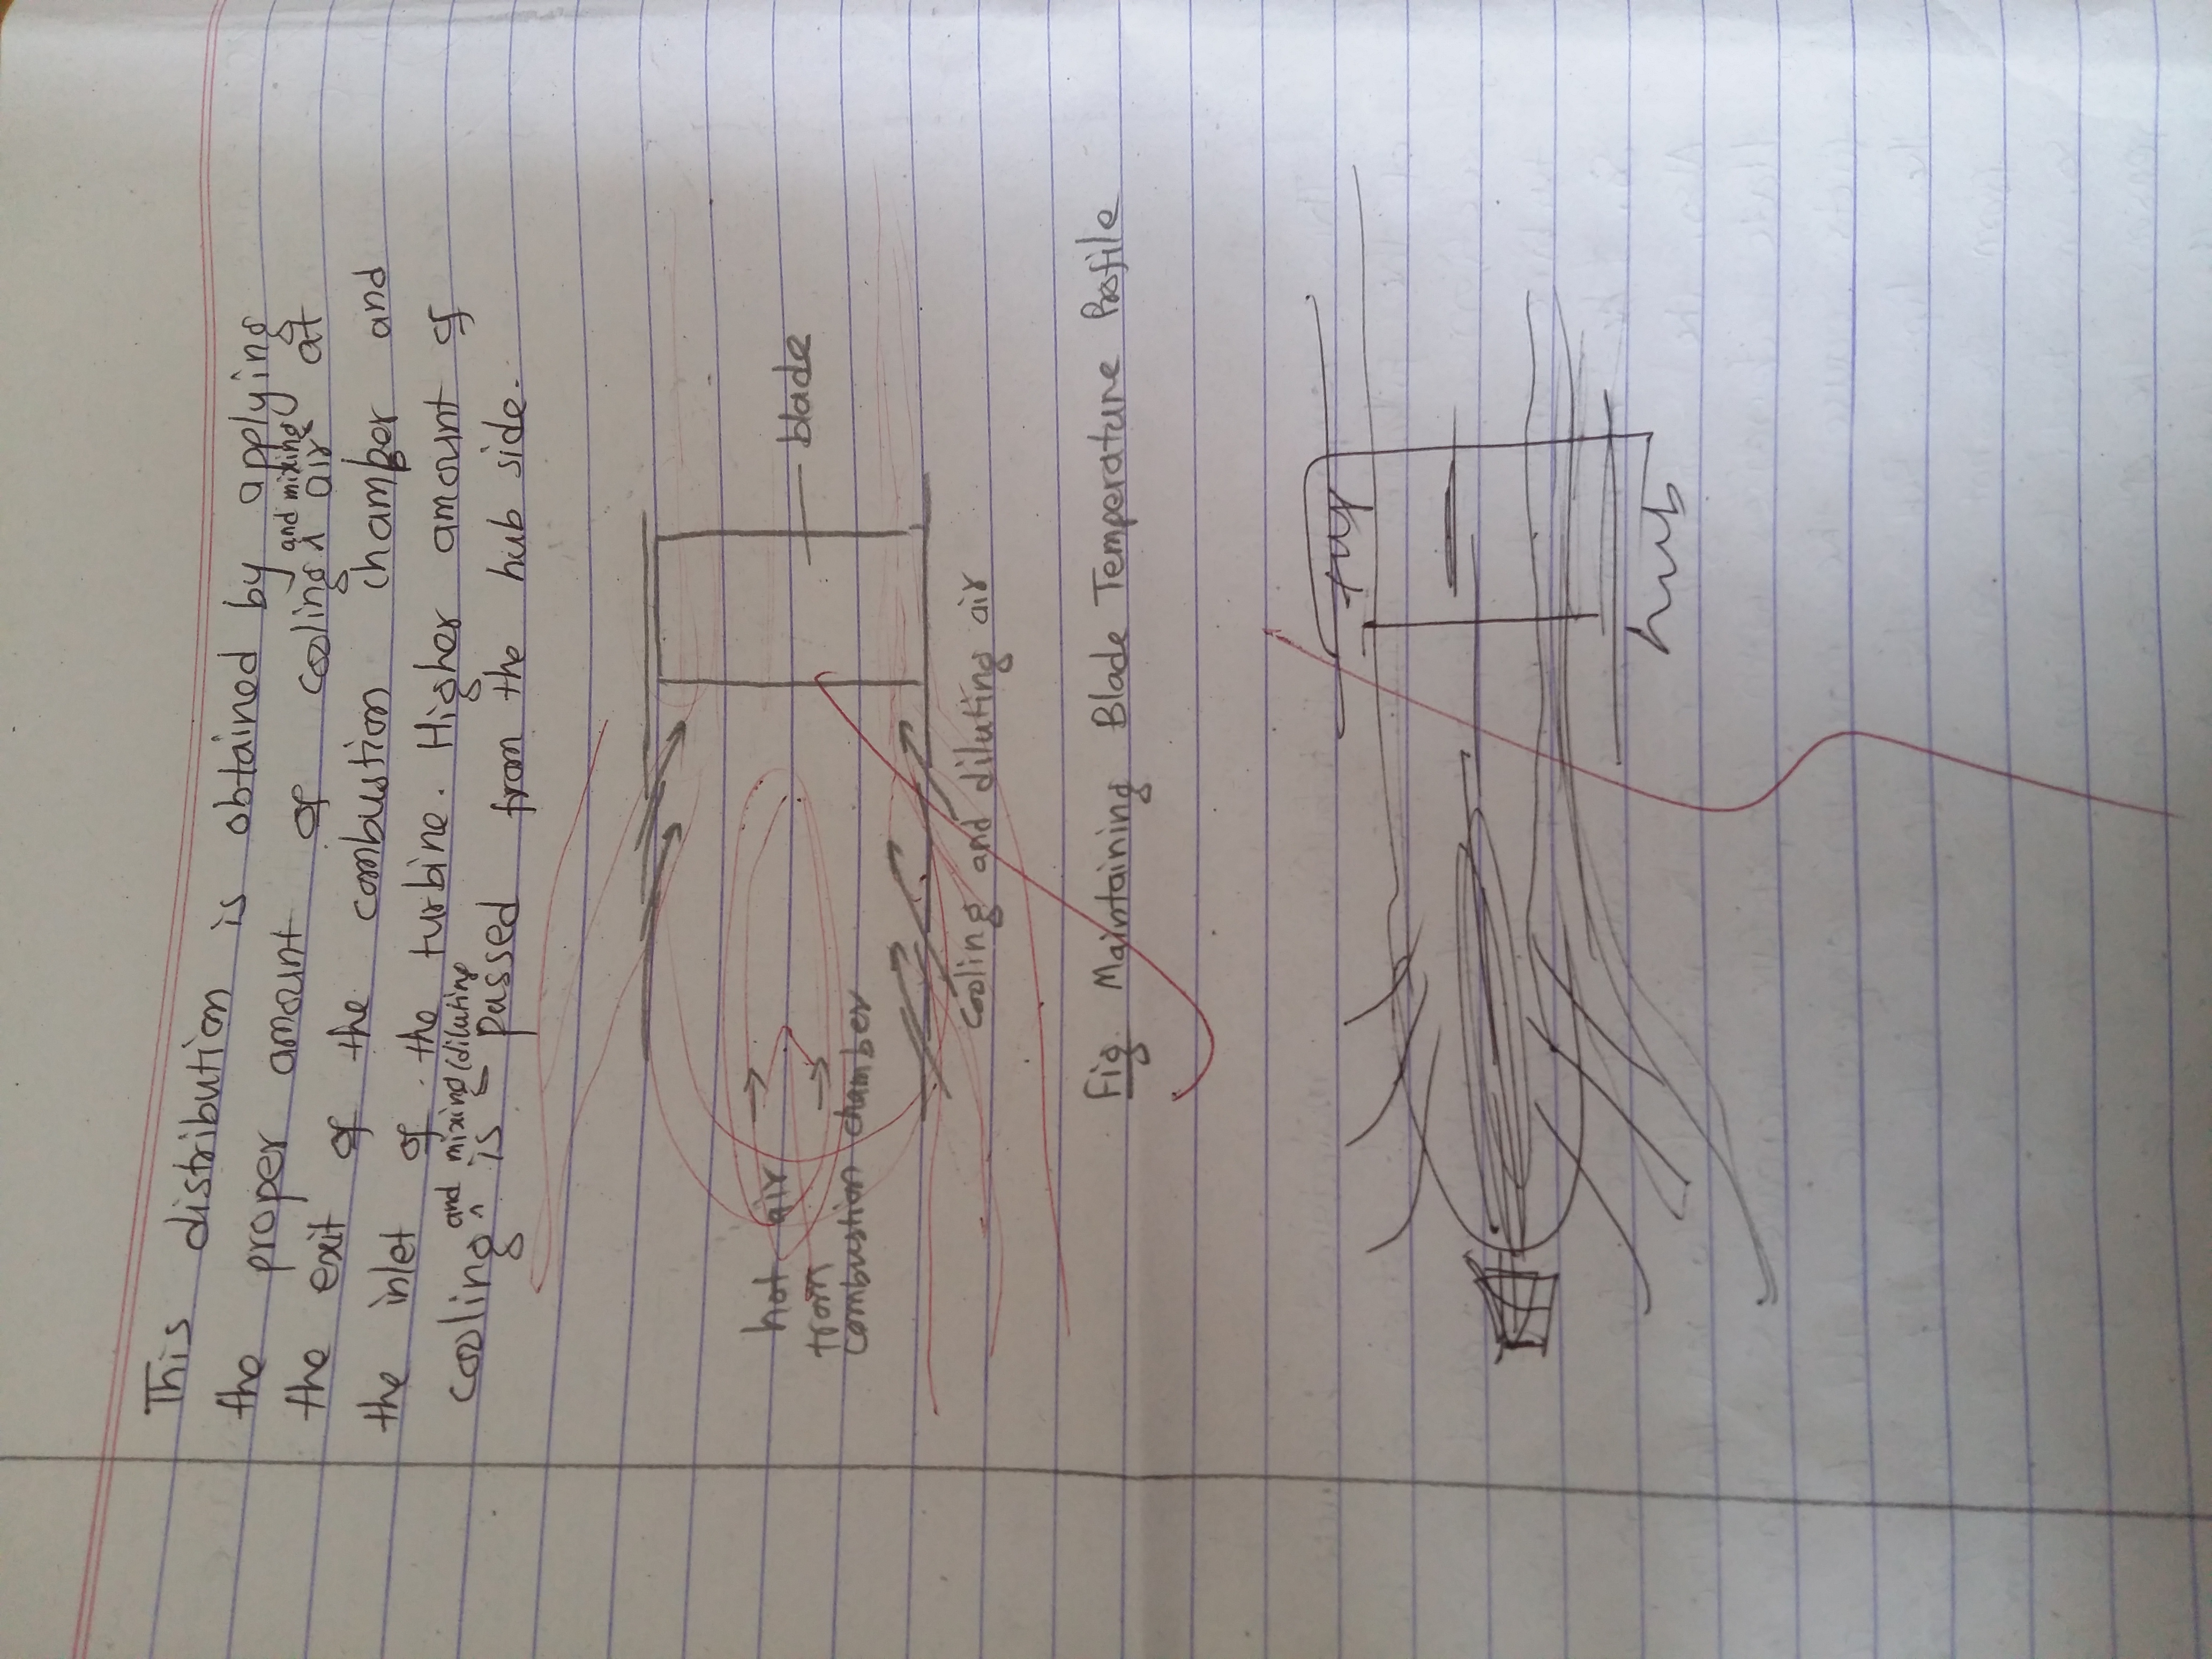 This distribution is obtained by applying
the proper amount of cooling and mixing air at
the exit of the combustion chamber and
the inlet of the turbine. Higher amount of
cooling and mixing/diluting is passed from the hub side.
blade
hot air
from
combustion chamber
cooling and diluting air
Fig. Maintaining Blade Temperature Profile
tip
hub